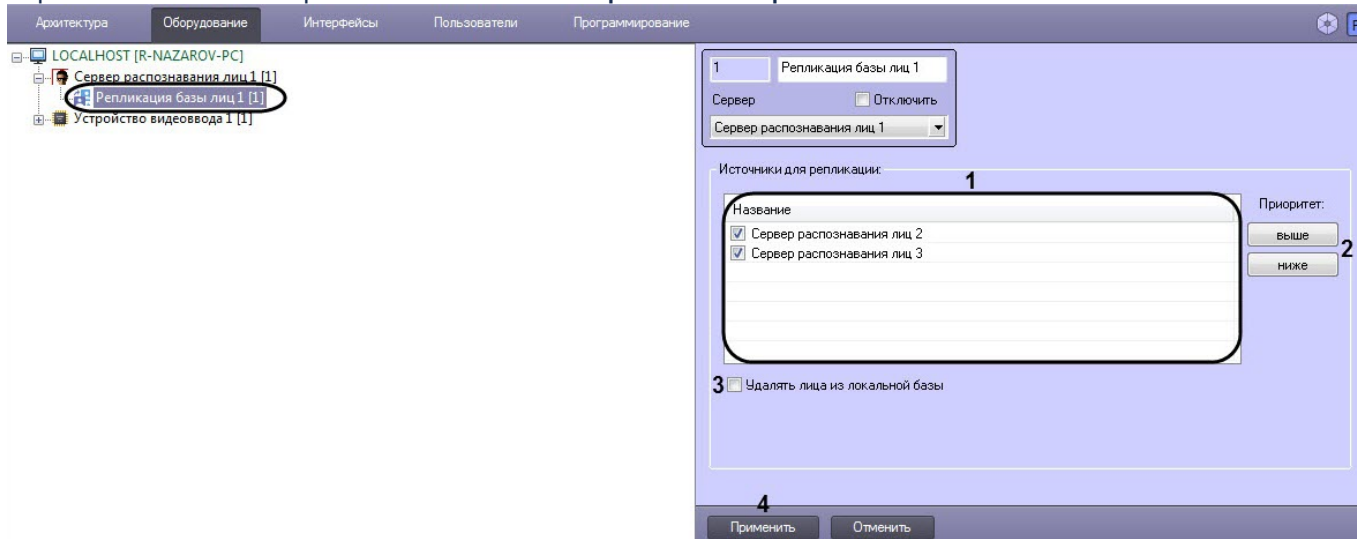 Архитектура Оборудование Интерфейсы Пользователи Программирование
LOCALHOST [R-NAZAROV-PC]
Сервер распознавания лиц 1 [1]
Репликация базы лиц 1 [1]
Устройство видеоввода 1 [1]
1 Репликация базы лиц 1
Сервер Отключить
Сервер распознавания лиц 1
Источники для репликации:
1
Название
Приоритет:
Сервер распознавания лиц 2
выше
2
Сервер распознавания лиц 3
ниже
3 Удалять лица из локальной базы
4
Применить Отменить